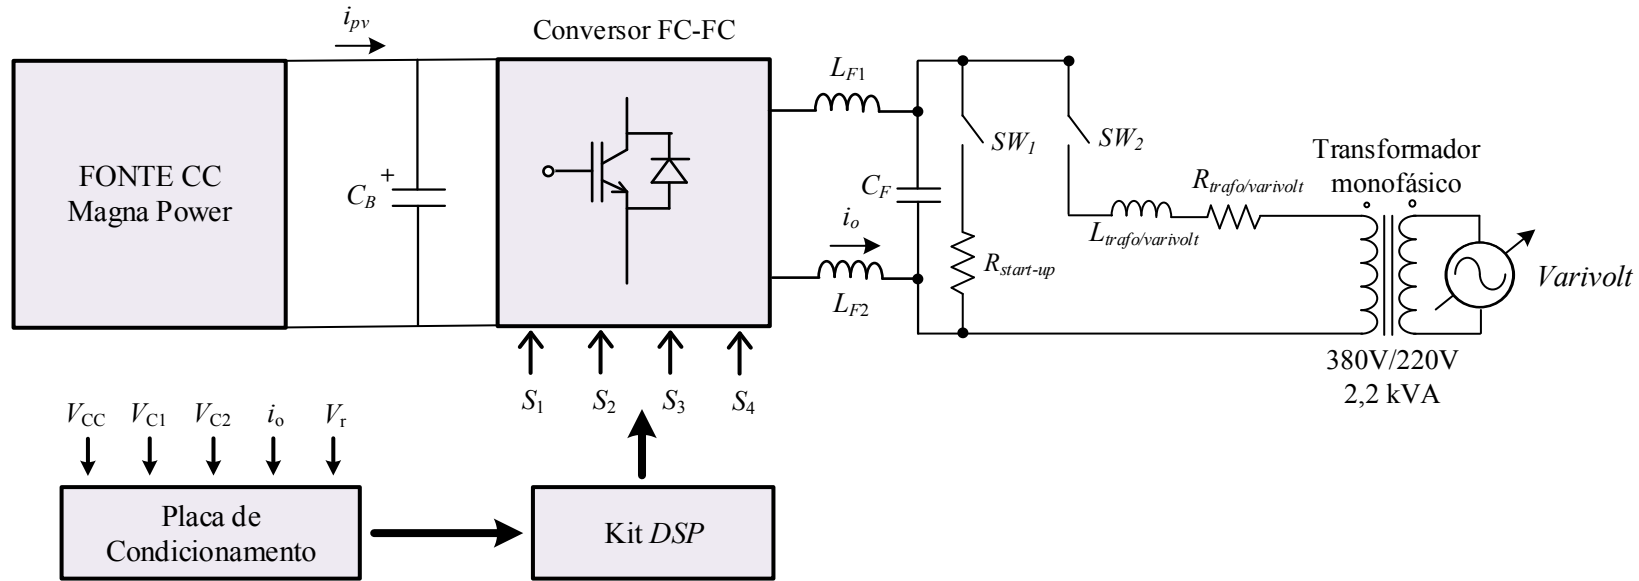 i_pv
Conversor FC-FC
FONTE CC
Magna Power
+
C_B
L_F1
SW_1
SW_2
C_F
i_o
L_F2
R_start-up
R_trafo/varivolt
L_trafo/varivolt
Transformador
monofásico
Varivolt
380V/220V
2,2 kVA
S_1 S_2 S_3 S_4
V_CC V_C1 V_C2 i_o V_r
Placa de
Condicionamento
Kit DSP